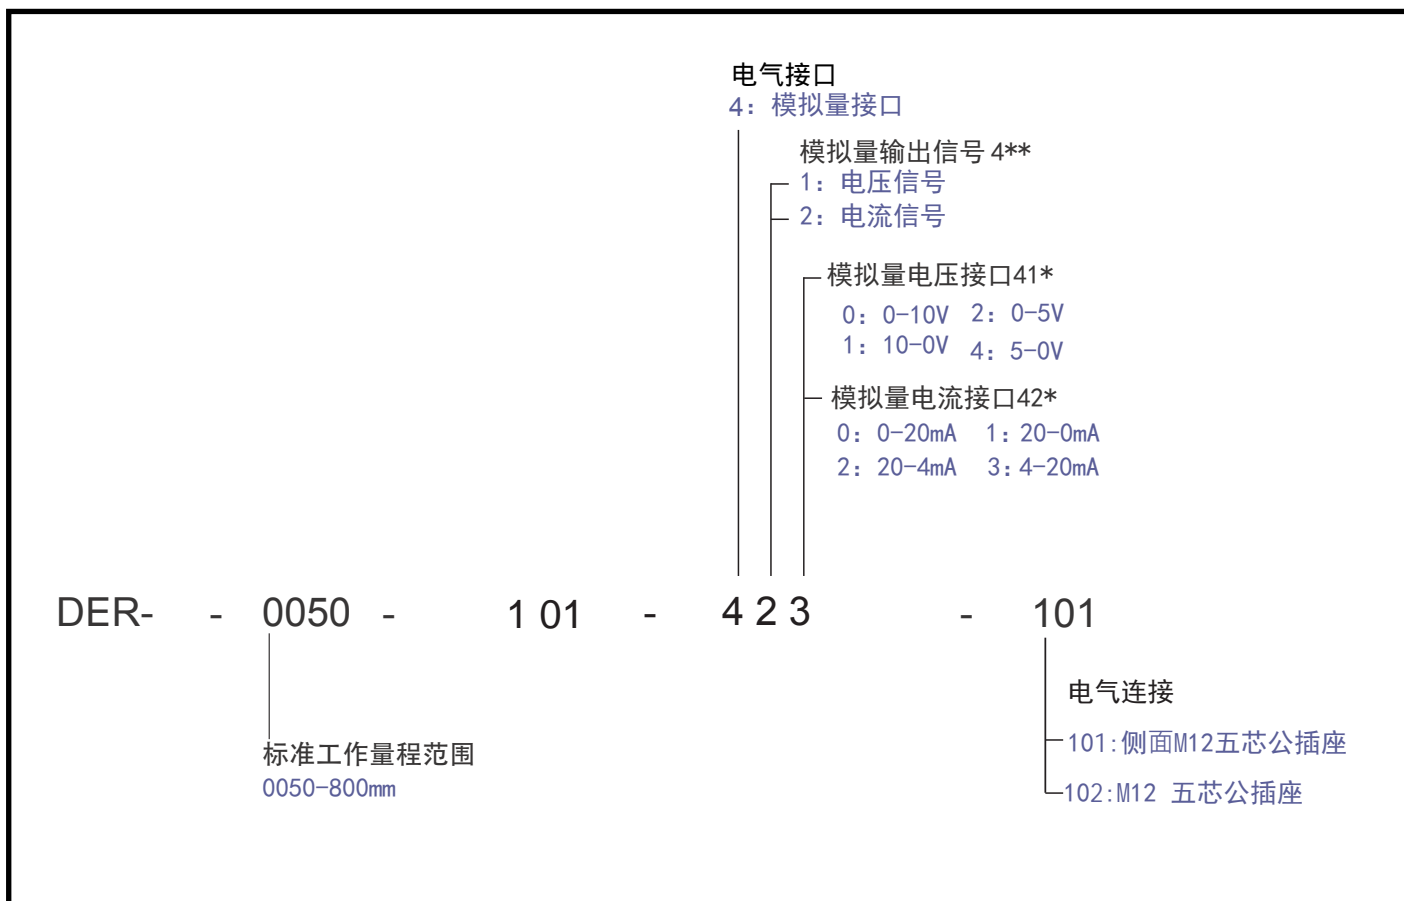 电气接口
4: 模拟量接口
模拟量输出信号 4**
1: 电压信号
2: 电流信号
模拟量电压接口41*
0: 0-10V 2: 0-5V
1: 10-0V 4: 5-0V
模拟量电流接口42*
0: 0-20mA 1: 20-0mA
2: 20-4mA 3: 4-20mA
DER- - 0050 - 1 01 - 4 2 3 - 101
电气连接
101:侧面M12五芯公插座
102:M12 五芯公插座
标准工作量程范围
0050-800mm